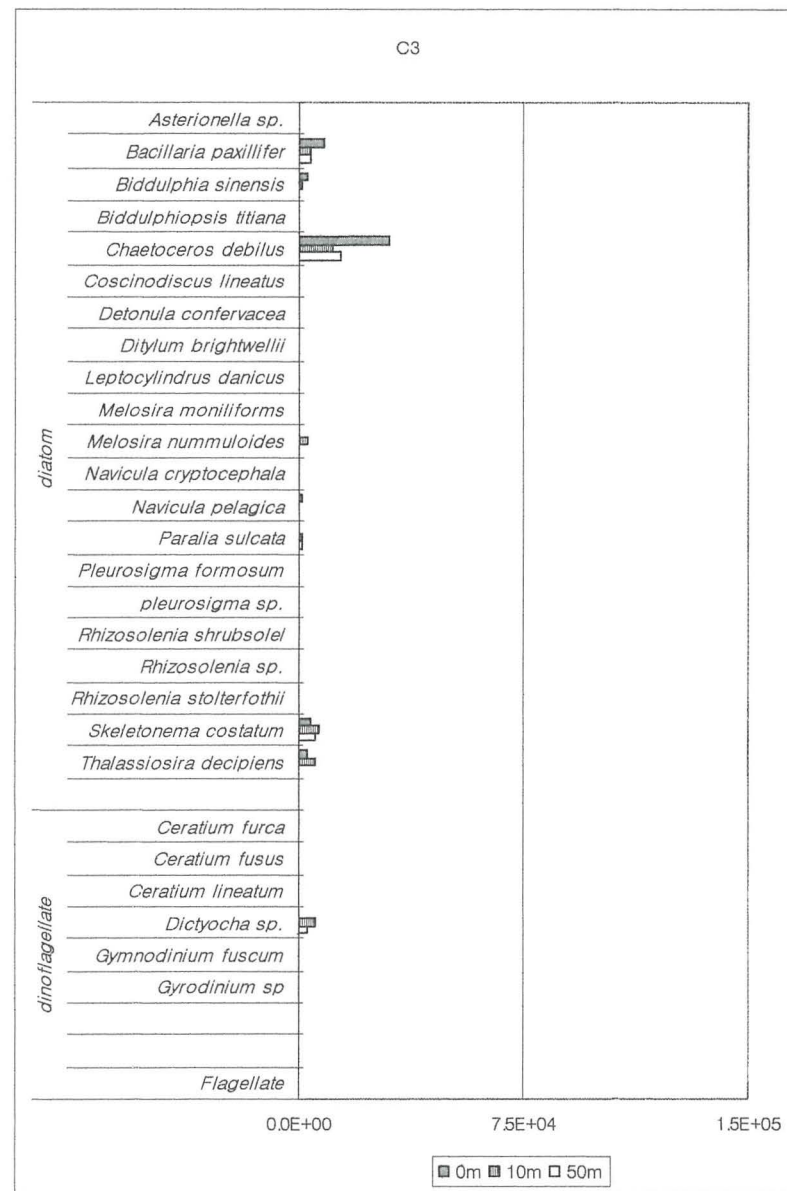 C3
diatom
Asterionella sp.
Bacillaria paxillifer
Biddulphia sinensis
Biddulphiopsis titiana
Chaetoceros debilus
Coscinodiscus lineatus
Detonula confervacea
Ditylum brightwellii
Leptocylindrus danicus
Melosira moniliforms
Melosira nummuloides
Navicula cryptocephala
Navicula pelagica
Paralia sulcata
Pleurosigma formosum
pleurosigma sp.
Rhizosolenia shrubsolei
Rhizosolenia sp.
Rhizosolenia stolterfothii
Skeletonema costatum
Thalassiosira decipiens
dinoflagellate
Ceratium furca
Ceratium fusus
Ceratium lineatum
Dictyocha sp.
Gymnodinium fuscum
Gyrodinium sp
Flagellate
0.0E+00 7.5E+04 1.5E+05
0m 10m 50m